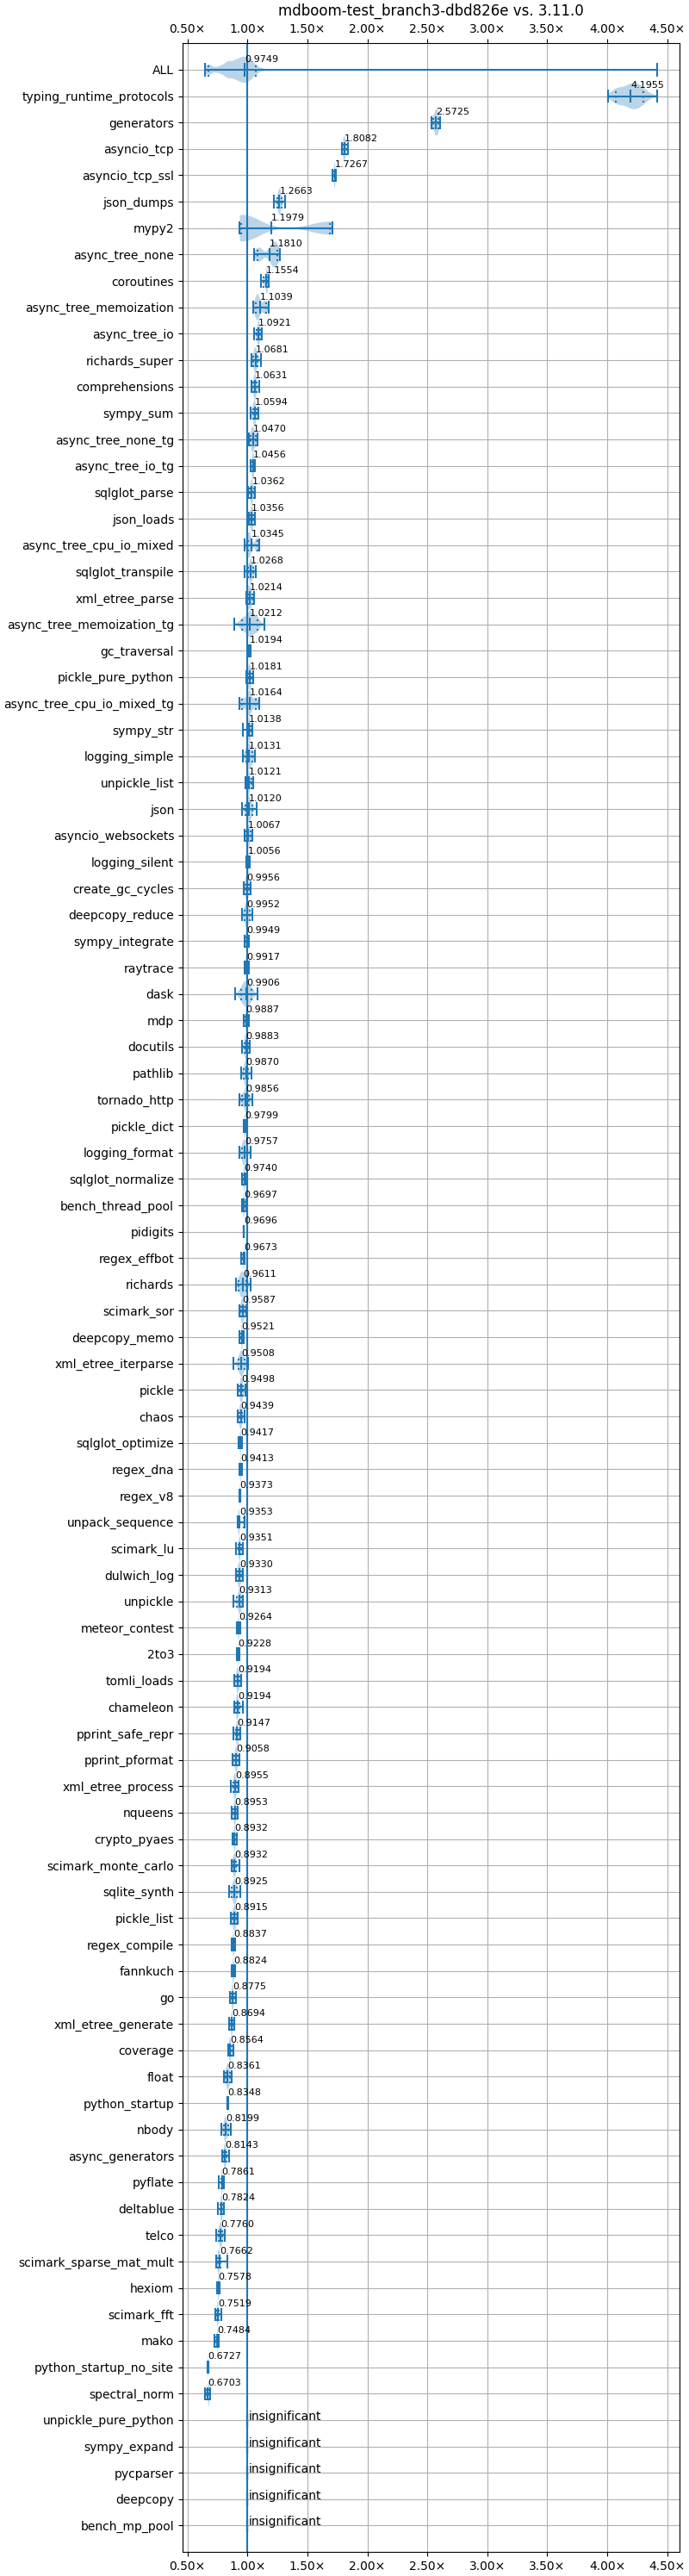 mdboom-test_branch3-dbd826e vs. 3.11.0
0.50× 1.00× 1.50× 2.00× 2.50× 3.00× 3.50× 4.00× 4.50×
ALL 0.9749
typing_runtime_protocols 4.1955
generators 2.5725
asyncio_tcp 1.8082
asyncio_tcp_ssl 1.7267
json_dumps 1.2663
mypy2 1.1979
async_tree_none 1.1810
coroutines 1.1554
async_tree_memoization 1.1039
async_tree_io 1.0921
richards_super 1.0681
comprehensions 1.0631
sympy_sum 1.0594
async_tree_none_tg 1.0470
async_tree_io_tg 1.0456
sqlglot_parse 1.0362
json_loads 1.0356
async_tree_cpu_io_mixed 1.0345
sqlglot_transpile 1.0268
xml_etree_parse 1.0214
async_tree_memoization_tg 1.0212
gc_traversal 1.0194
pickle_pure_python 1.0181
async_tree_cpu_io_mixed_tg 1.0164
sympy_str 1.0138
logging_simple 1.0131
unpickle_list 1.0121
json 1.0120
asyncio_websockets 1.0067
logging_silent 1.0056
create_gc_cycles 0.9956
deepcopy_reduce 0.9952
sympy_integrate 0.9949
raytrace 0.9917
dask 0.9906
mdp 0.9887
docutils 0.9883
pathlib 0.9870
tornado_http 0.9856
pickle_dict 0.9799
logging_format 0.9757
sqlglot_normalize 0.9740
bench_thread_pool 0.9697
pidigits 0.9696
regex_effbot 0.9673
richards 0.9611
scimark_sor 0.9587
deepcopy_memo 0.9521
xml_etree_iterparse 0.9508
pickle 0.9498
chaos 0.9439
sqlglot_optimize 0.9417
regex_dna 0.9413
regex_v8 0.9373
unpack_sequence 0.9353
scimark_lu 0.9351
dulwich_log 0.9330
unpickle 0.9313
meteor_contest 0.9264
2to3 0.9228
tomli_loads 0.9194
chameleon 0.9194
pprint_safe_repr 0.9147
pprint_pformat 0.9058
xml_etree_process 0.8955
nqueens 0.8953
crypto_pyaes 0.8932
scimark_monte_carlo 0.8932
sqlite_synth 0.8925
pickle_list 0.8915
regex_compile 0.8837
fannkuch 0.8824
go 0.8775
xml_etree_generate 0.8694
coverage 0.8564
float 0.8361
python_startup 0.8348
nbody 0.8199
async_generators 0.8143
pyflate 0.7861
deltablue 0.7824
telco 0.7760
scimark_sparse_mat_mult 0.7662
hexiom 0.7573
scimark_fft 0.7519
mako 0.7484
python_startup_no_site 0.6727
spectral_norm 0.6703
unpickle_pure_python insignificant
sympy_expand insignificant
pycparser insignificant
deepcopy insignificant
bench_mp_pool insignificant
0.50× 1.00× 1.50× 2.00× 2.50× 3.00× 3.50× 4.00× 4.50×